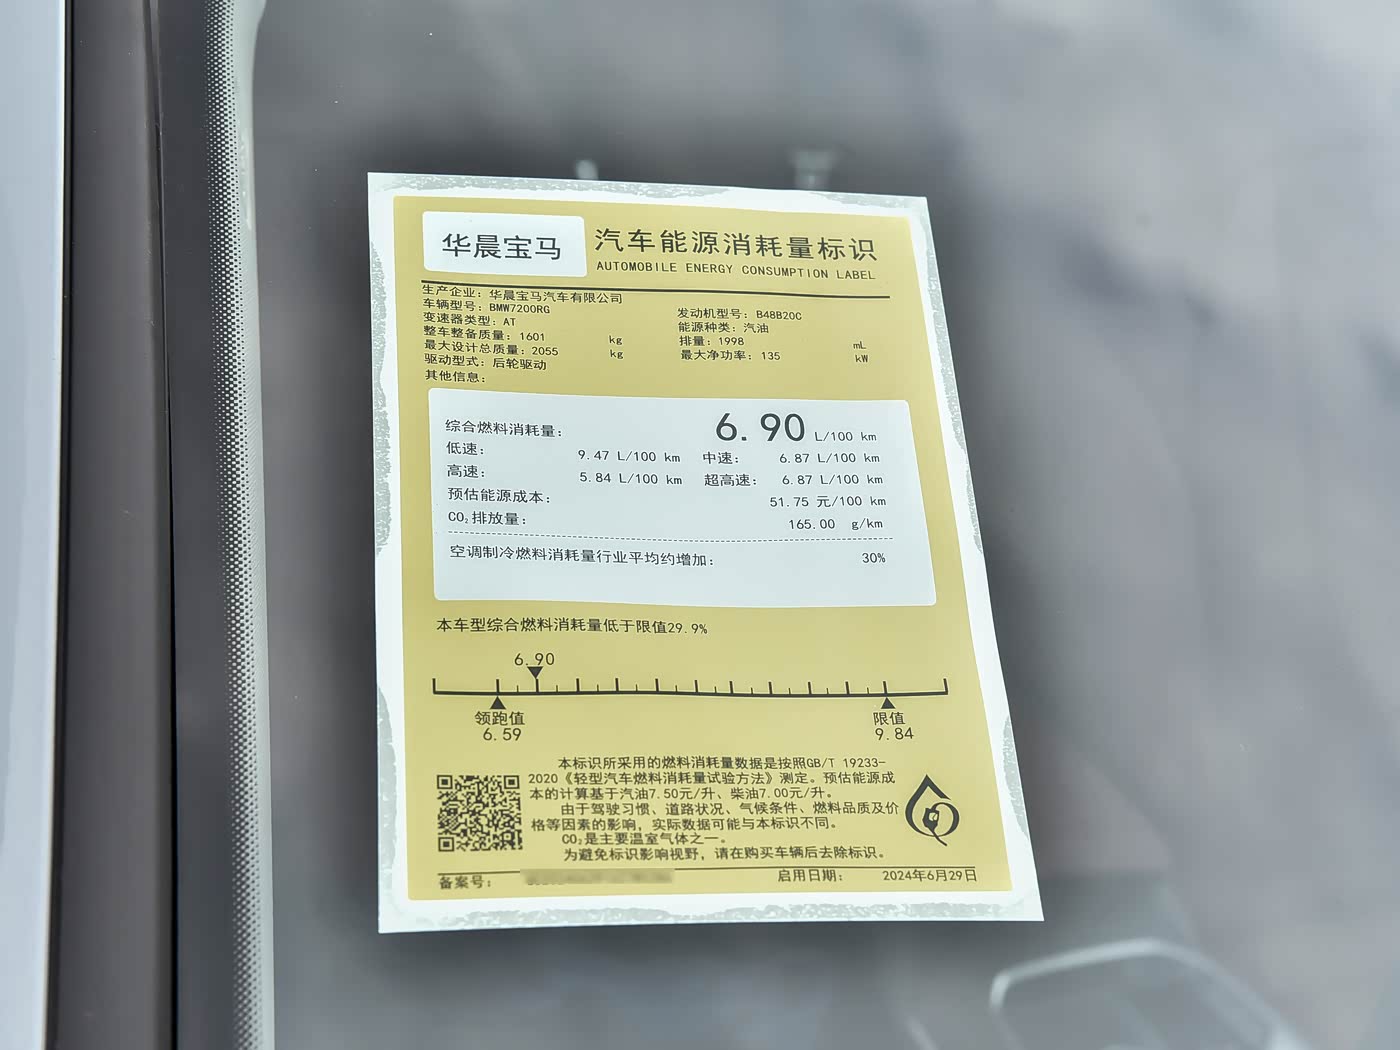 华晨宝马
汽车能源消耗量标识
AUTOMOBILE ENERGY CONSUMPTION LABEL
生产企业：华晨宝马汽车有限公司
车辆型号：BMW7200RG 发动机型号：B48B20C
变速器类型：AT 能源种类：汽油
整车整备质量：1601 kg 排量：1998 mL
最大设计总质量：2055 kg 最大净功率：135 kW
驱动型式：后轮驱动
其他信息：
综合燃料消耗量： 6.90 L/100 km
低速： 9.47 L/100 km 中速： 6.87 L/100 km
高速： 5.84 L/100 km 超高速： 6.87 L/100 km
预估能源成本： 51.75 元/100 km
CO₂排放量： 165.00 g/km
空调制冷燃料消耗量行业平均约增加： 30%
本车型综合燃料消耗量低于限值29.9%
6.90
领跑值 限值
6.59 9.84
本标识所采用的燃料消耗量数据是按照GB/T 19233-
2020《轻型汽车燃料消耗量试验方法》测定。预估能源成
本的计算基于汽油7.50元/升、柴油7.00元/升。
由于驾驶习惯、道路状况、气候条件、燃料品质及价
格等因素的影响，实际数据可能与本标识不同。
CO₂是主要温室气体之一。
为避免标识影响视野，请在购买车辆后去除标识。
备案号： 启用日期： 2024年6月29日